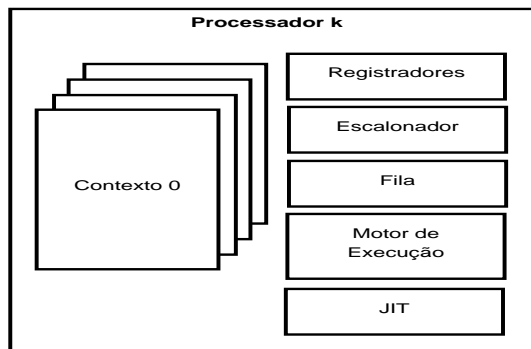 Processador k
Contexto 0
Registradores
Escalonador
Fila
Motor de
Execução
JIT